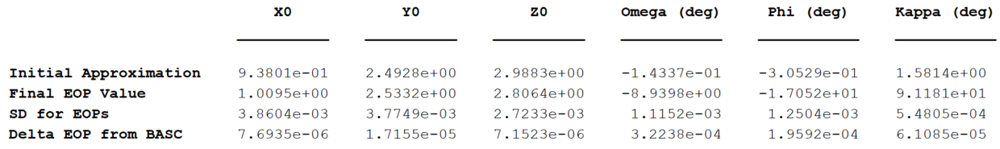 X0 Y0 Z0 Omega (deg) Phi (deg) Kappa (deg)
Initial Approximation 9.3801e-01 2.4928e+00 2.9883e+00 -1.4337e-01 -3.0529e-01 1.5814e+00
Final EOP Value 1.0095e+00 2.5332e+00 2.8064e+00 -8.9398e+00 -1.7052e+01 9.1181e+01
SD for EOPs 3.8604e-03 3.7749e-03 2.7233e-03 1.1152e-03 1.2504e-03 5.4805e-04
Delta EOP from BASC 7.6935e-06 1.7155e-05 7.1523e-06 3.2238e-04 1.9592e-04 6.1085e-05